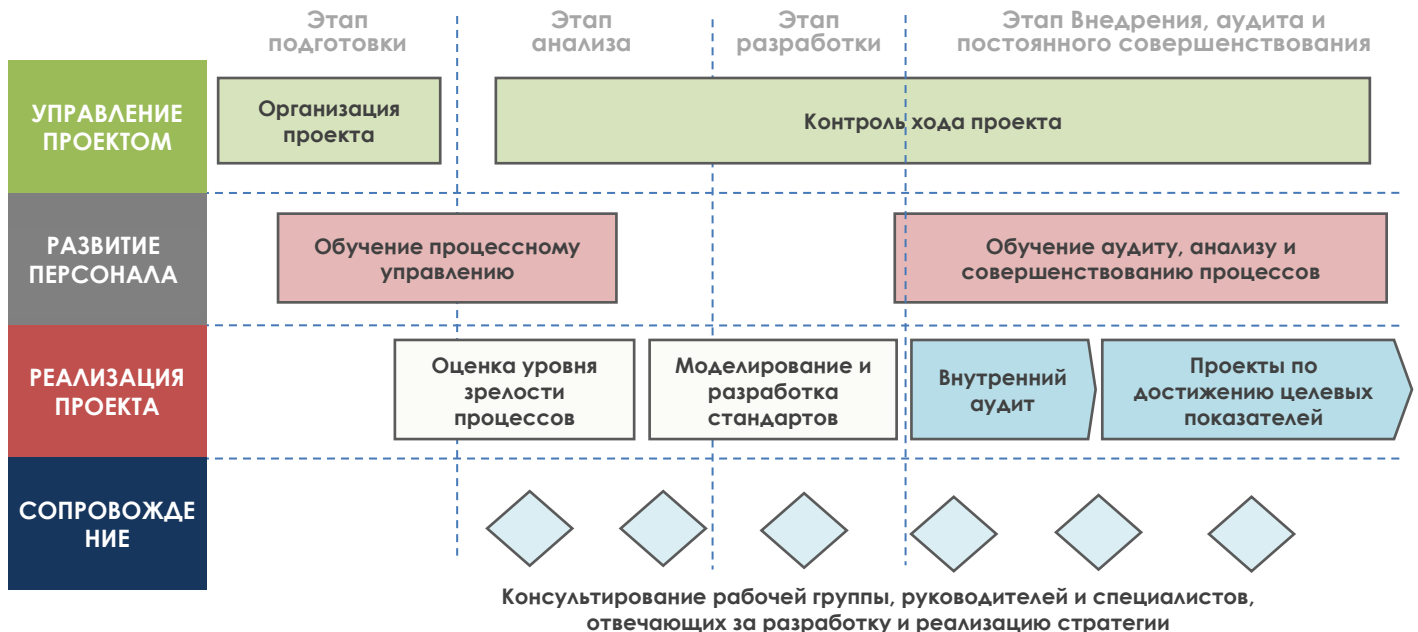 Этап
подготовки
Этап
анализа
Этап
разработки
Этап Внедрения, аудита и
постоянного совершенствования
УПРАВЛЕНИЕ
ПРОЕКТОМ
Организация
проекта
Контроль хода проекта
РАЗВИТИЕ
ПЕРСОНАЛА
Обучение процессному
управлению
Обучение аудиту, анализу и
совершенствованию процессов
РЕАЛИЗАЦИЯ
ПРОЕКТА
Оценка уровня
зрелости
процессов
Моделирование и
разработка
стандартов
Внутренний
аудит
Проекты по
достижению целевых
показателей
СОПРОВОЖДЕ
НИЕ
Консультирование рабочей группы, руководителей и специалистов,
отвечающих за разработку и реализацию стратегии